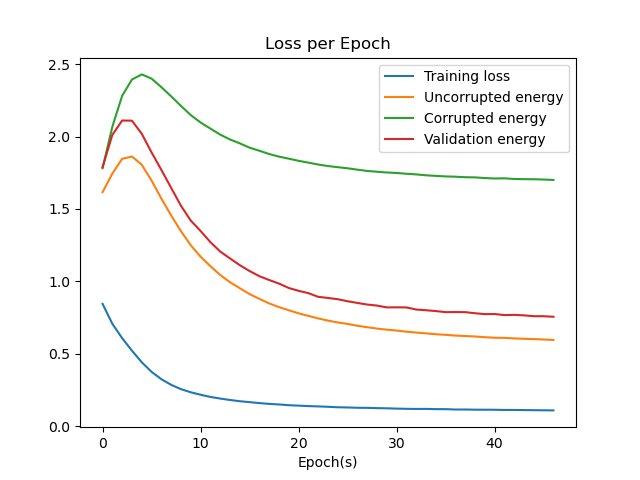 Loss per Epoch
2.5
2.0
1.5
1.0
0.5
0.0
Training loss
Uncorrupted energy
Corrupted energy
Validation energy
0 10 20 30 40
Epoch(s)